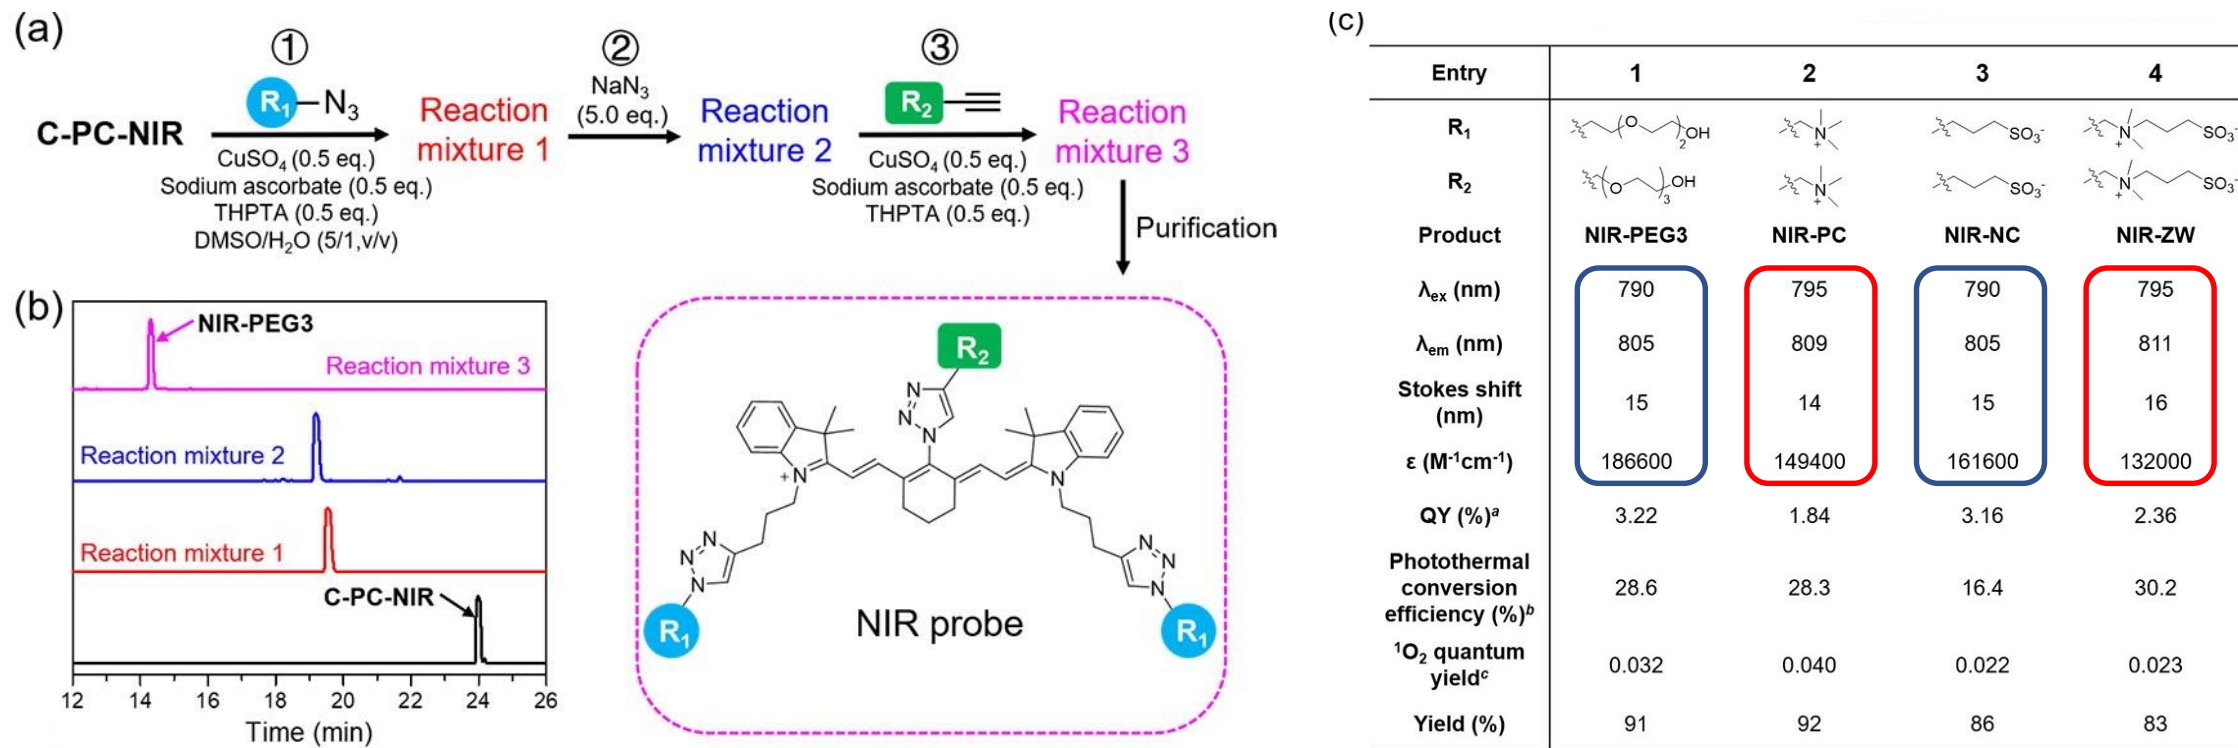 (a)
①
②
③
C-PC-NIR
R₁—N₃
CuSO₄ (0.5 eq.)
Sodium ascorbate (0.5 eq.)
THPTA (0.5 eq.)
DMSO/H₂O (5/1,v/v)
Reaction
mixture 1
NaN₃
(5.0 eq.)
Reaction
mixture 2
R₂
CuSO₄ (0.5 eq.)
Sodium ascorbate (0.5 eq.)
THPTA (0.5 eq.)
Reaction
mixture 3
Purification
(b)
NIR-PEG3
Reaction mixture 3
Reaction mixture 2
Reaction mixture 1
C-PC-NIR
12 14 16 18 20 22 24 26
Time (min)
R₂
N N N
N⁺ N
N N N N N N
R₁ R₁
NIR probe
(c)
Entry 1 2 3 4
R₁ (O)₂OH N⁺ SO₃⁻ N⁺ SO₃⁻
R₂ (O)₃OH N⁺ SO₃⁻ N⁺ SO₃⁻
Product NIR-PEG3 NIR-PC NIR-NC NIR-ZW
λex (nm) 790 795 790 795
λem (nm) 805 809 805 811
Stokes shift
(nm) 15 14 15 16
ε (M⁻¹cm⁻¹) 186600 149400 161600 132000
QY (%)ᵃ 3.22 1.84 3.16 2.36
Photothermal
conversion 28.6 28.3 16.4 30.2
efficiency (%)ᵇ
¹O₂ quantum
yieldᶜ 0.032 0.040 0.022 0.023
Yield (%) 91 92 86 83